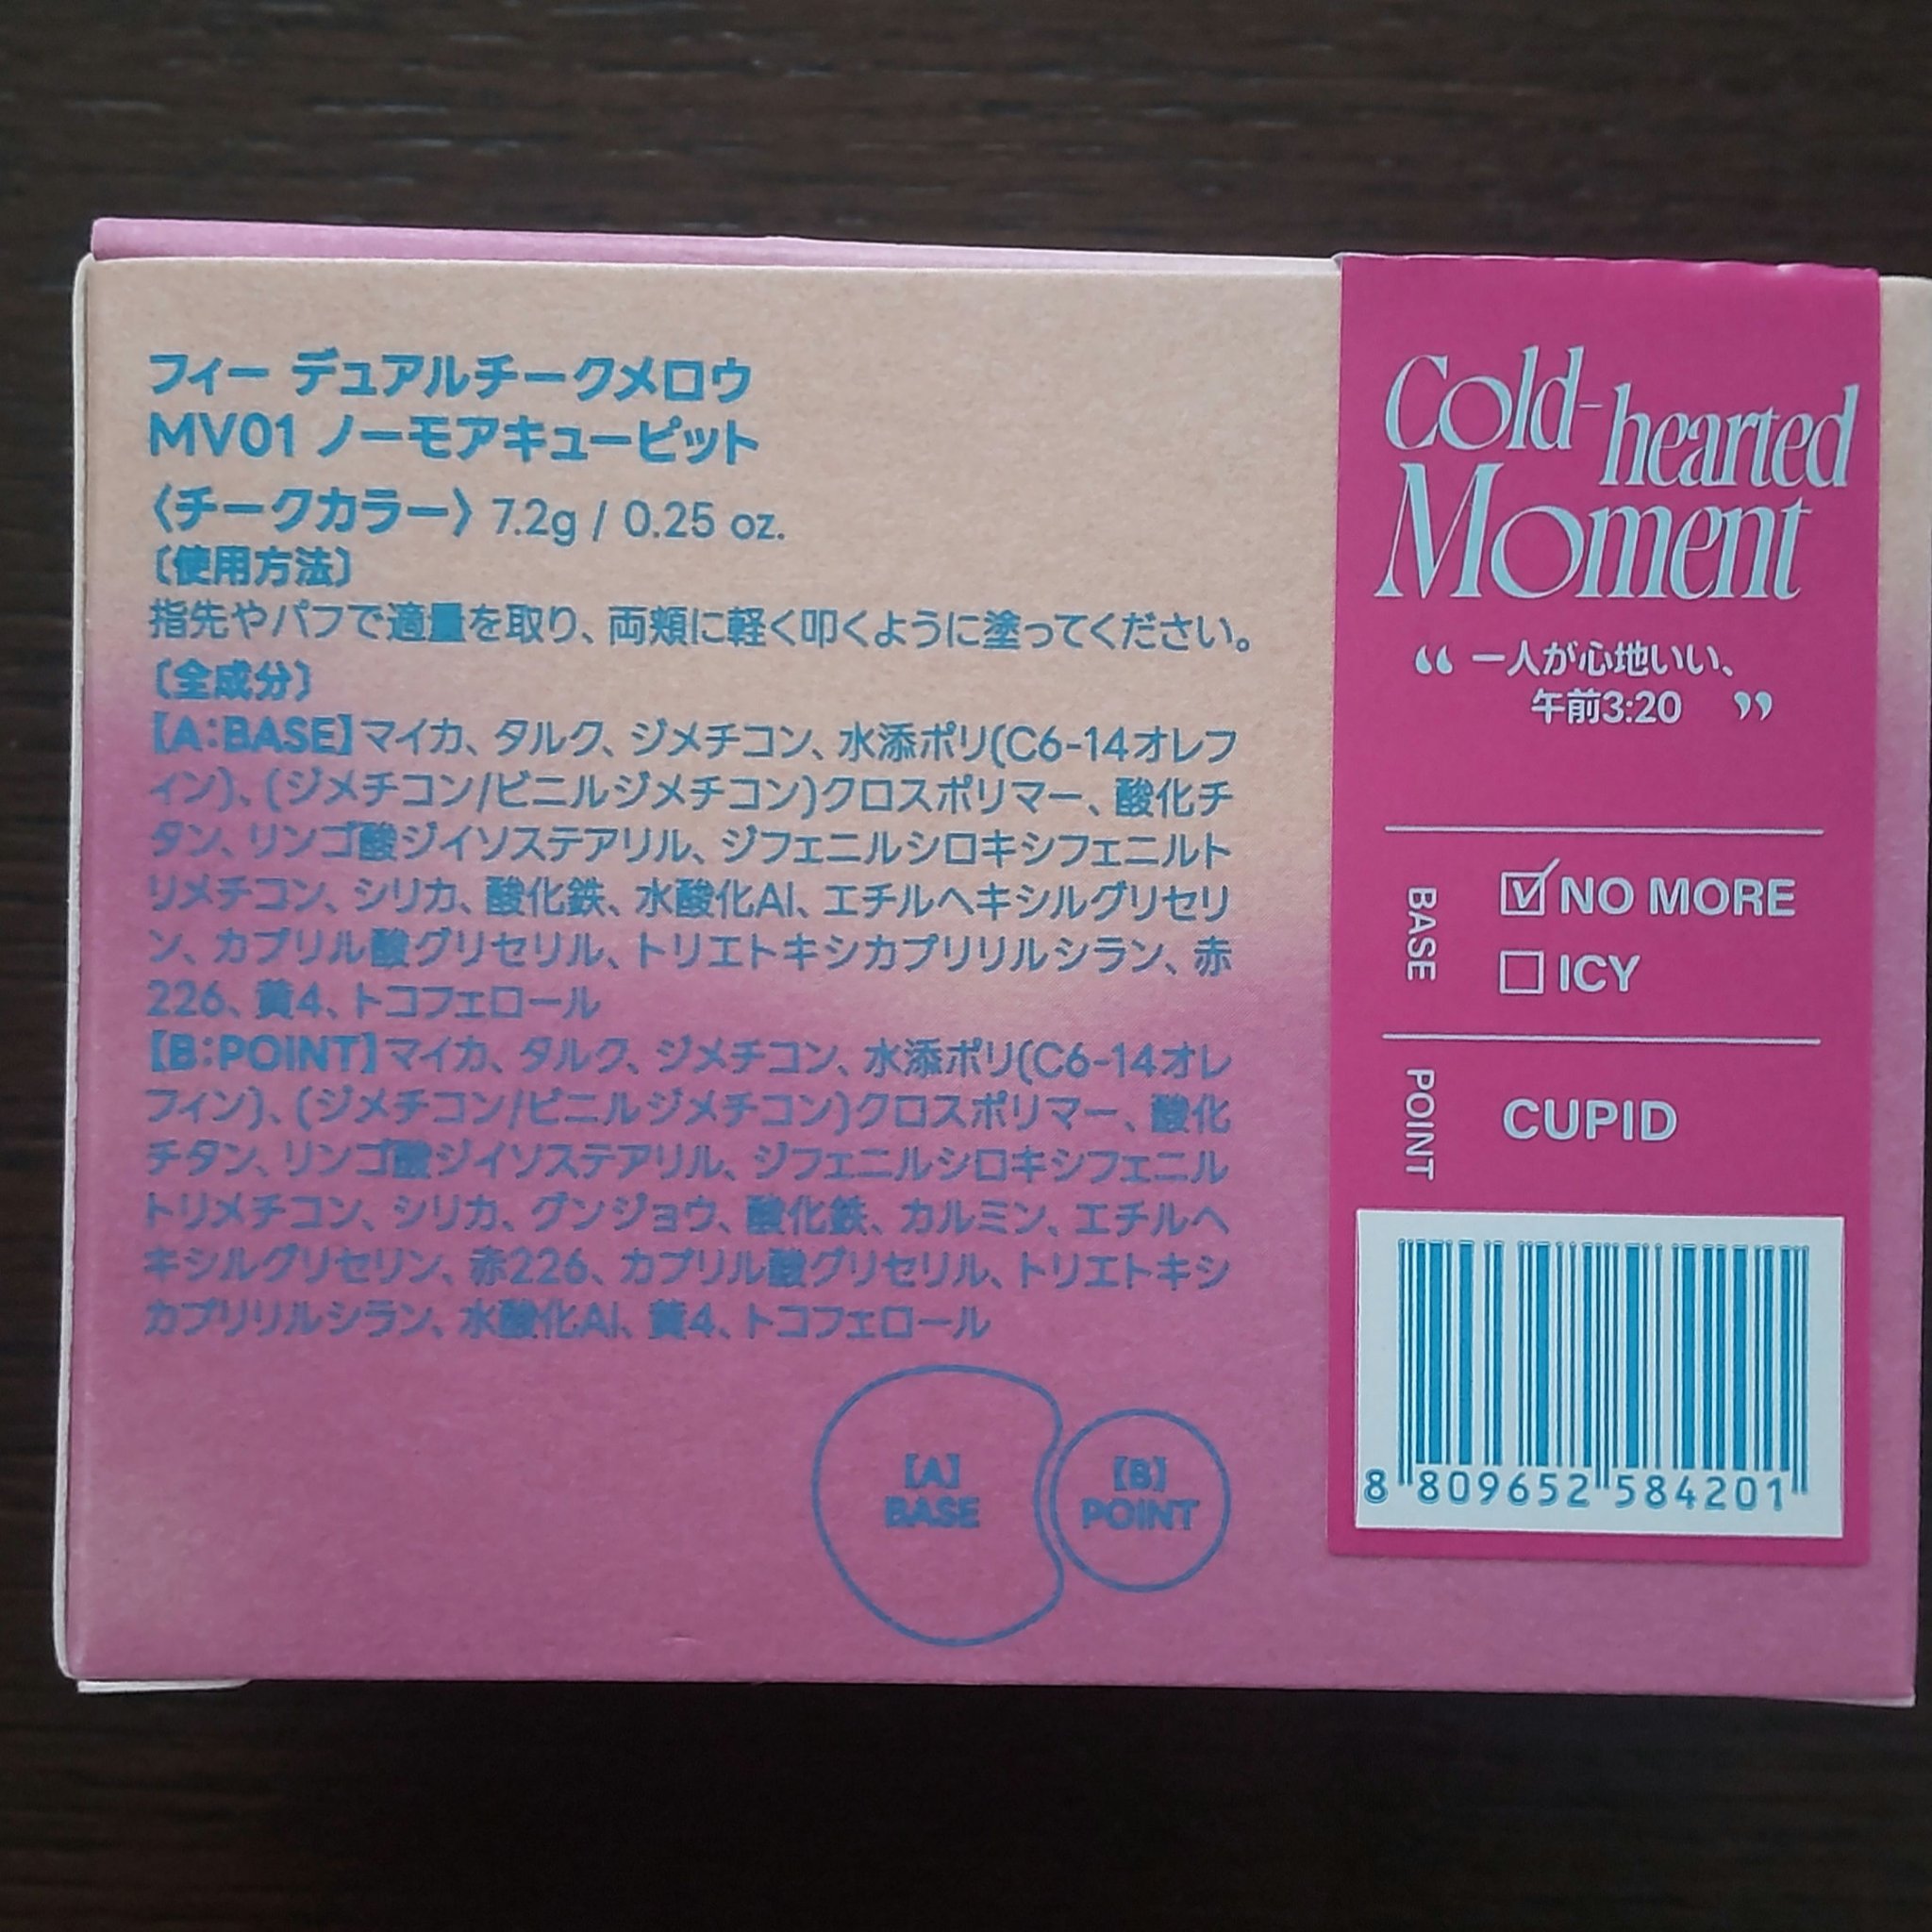 フィー デュアルチークメロウ
MV01 ノーモアキューピット
〈チークカラー〉 7.2g / 0.25 oz.
〔使用方法〕
指先やパフで適量を取り、両頬に軽く叩くように塗ってください。
〔全成分〕
【A:BASE】マイカ、タルク、ジメチコン、水添ポリ(C6-14オレフ
ィン)、(ジメチコン/ビニルジメチコン)クロスポリマー、酸化チ
タン、リンゴ酸ジイソステアリル、ジフェニルシロキシフェニルト
リメチコン、シリカ、酸化鉄、水酸化Al、エチルヘキシルグリセリ
ン、カプリル酸グリセリル、トリエトキシカプリリルシラン、赤
226、黄4、トコフェロール
【B:POINT】マイカ、タルク、ジメチコン、水添ポリ(C6-14オレ
フィン)、(ジメチコン/ビニルジメチコン)クロスポリマー、酸化
チタン、リンゴ酸ジイソステアリル、ジフェニルシロキシフェニル
トリメチコン、シリカ、グンジョウ、酸化鉄、カルミン、エチルヘ
キシルグリセリン、赤226、カプリル酸グリセリル、トリエトキシ
カプリリルシラン、水酸化Al、黄4、トコフェロール
【A】
BASE
【B】
POINT
Cold-hearted
Moment
“ 一人が心地いい、
午前3:20 ”
BASE
NO MORE
ICY
POINT
CUPID
8 809652 584201